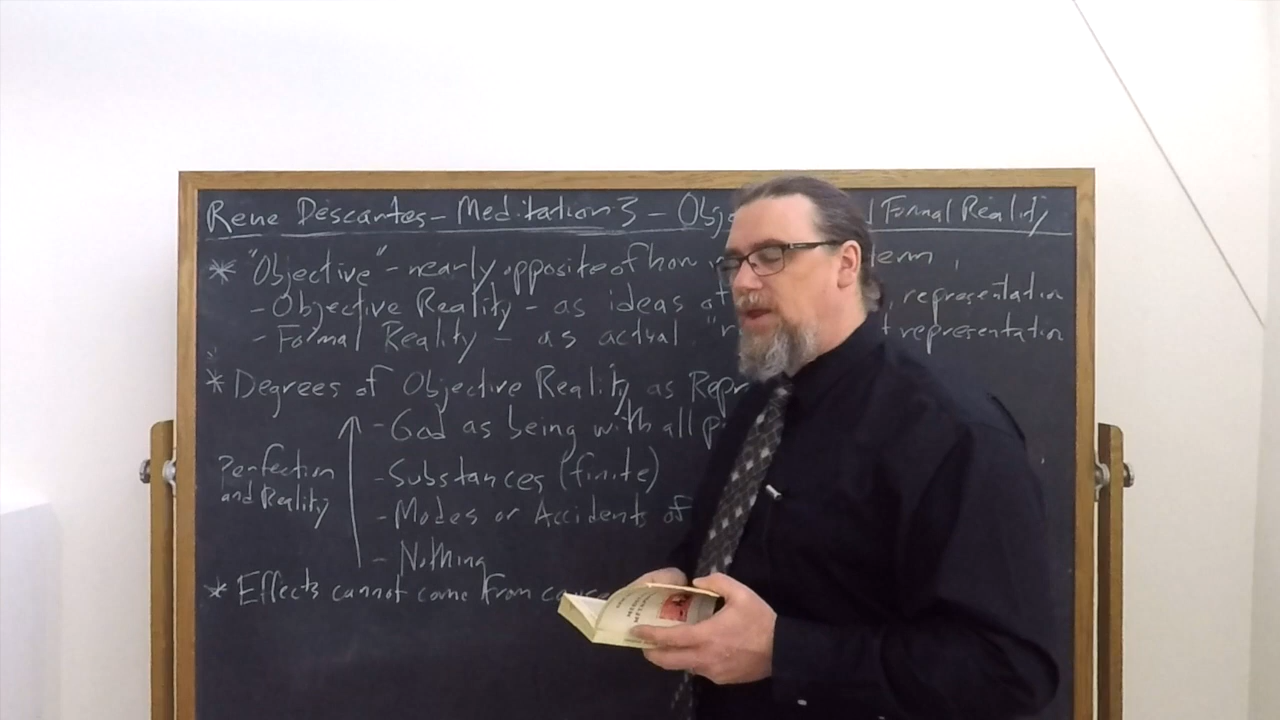 Rene Descartes - Meditation 3 - Obje Formal Reality
* "Objective" - nearly opposite of how
- Objective Reality - as ideas representation
- Formal Reality - as actual representation
* Degrees of Objective Reality as Repr
- God as being with all p
Perfection and Reality
- Substances (finite)
- Modes or Accidents of
- Nothing
* Effects cannot come from cause